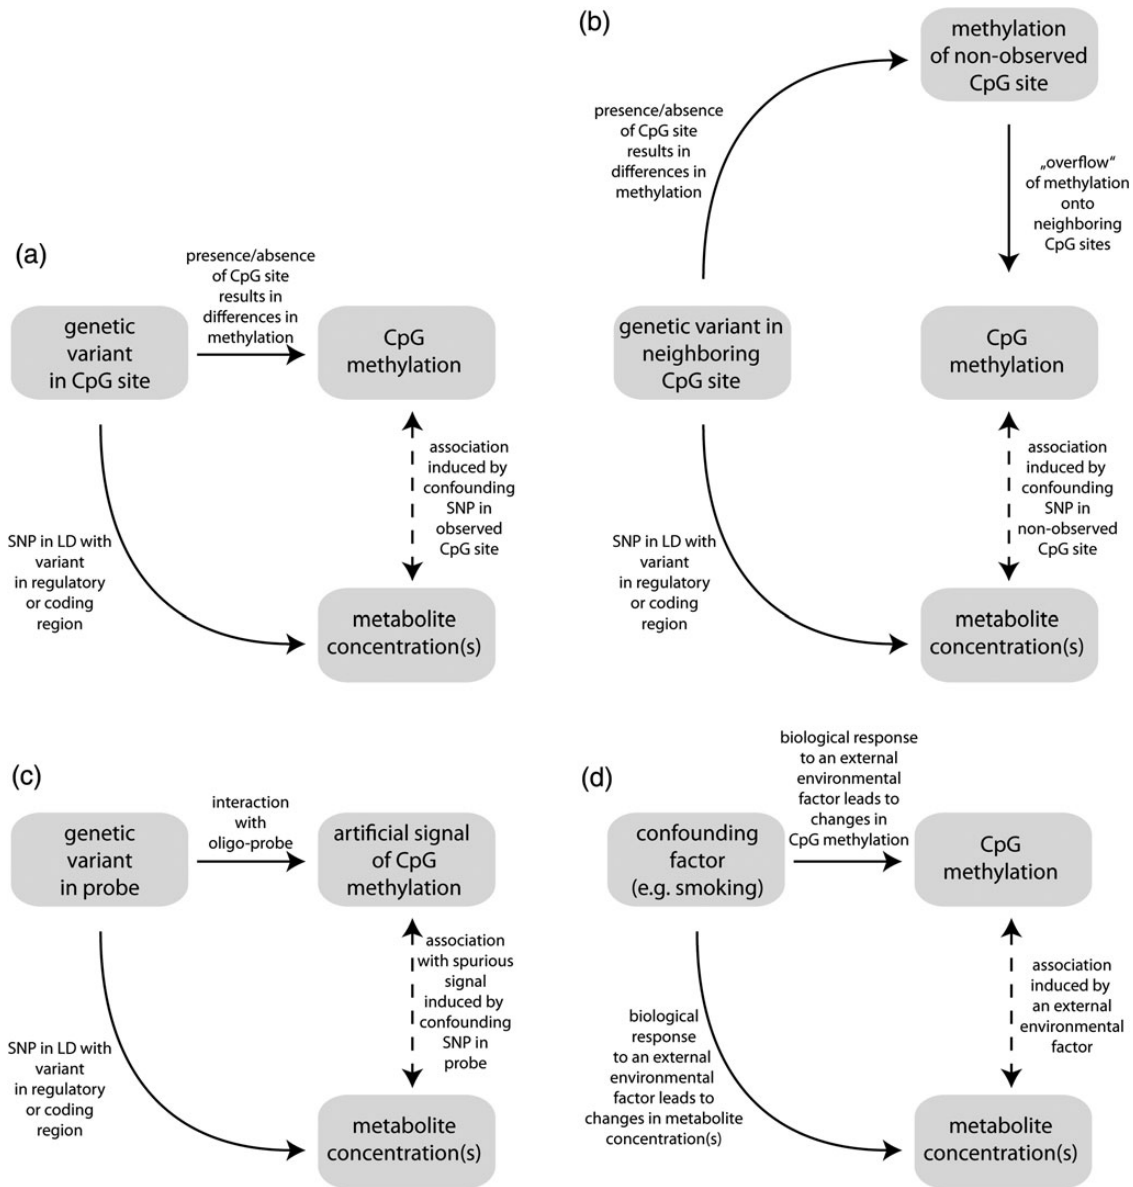 (a)
presence/absence
of CpG site
results in
differences in
methylation
genetic
variant
in CpG site
CpG
methylation
association
induced by
confounding
SNP in
observed
CpG site
SNP in LD with
variant
in regulatory
or coding
region
metabolite
concentration(s)
(b)
methylation
of non-observed
CpG site
presence/absence
of CpG site
results in
differences in
methylation
„overflow“
of methylation
onto
neighboring
CpG sites
genetic variant in
neighboring
CpG site
CpG
methylation
association
induced by
confounding
SNP in
non-observed
CpG site
SNP in LD with
variant
in regulatory
or coding
region
metabolite
concentration(s)
(c)
interaction
with
oligo-probe
genetic
variant
in probe
artificial signal
of CpG
methylation
association
with spurious
signal
induced by
confounding
SNP in
probe
SNP in LD with
variant
in regulatory
or coding
region
metabolite
concentration(s)
(d)
biological response
to an external
environmental
factor leads to
changes in
CpG methylation
confounding
factor
(e.g. smoking)
CpG
methylation
association
induced by
an external
environmental
factor
biological
response
to an external
environmental
factor leads to
changes in metabolite
concentration(s)
metabolite
concentration(s)